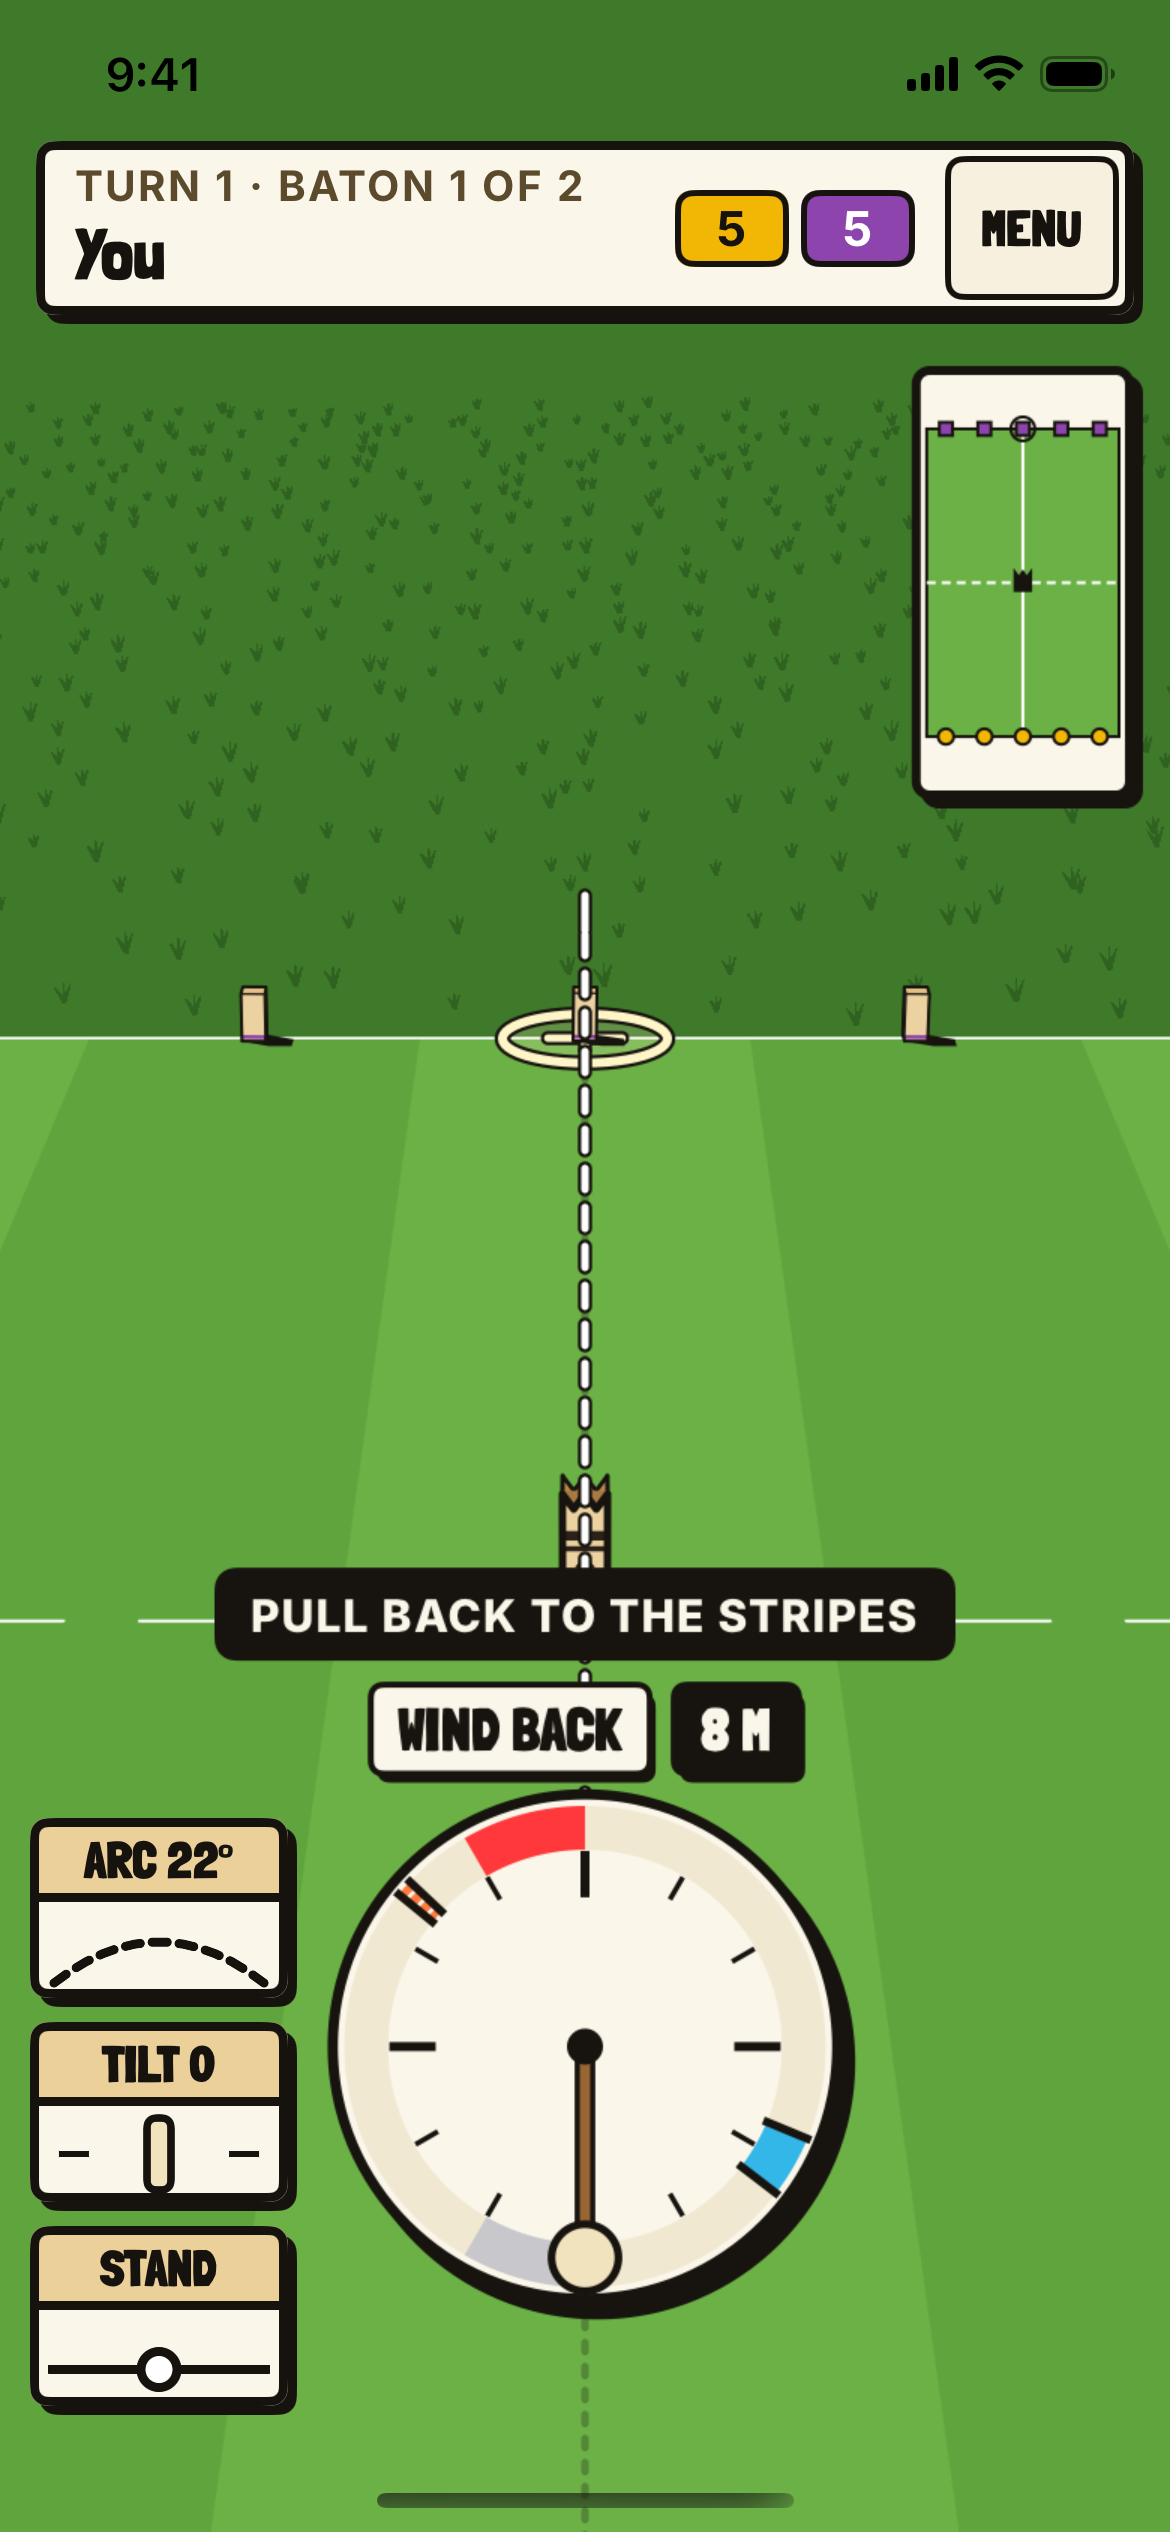 9:41
TURN 1 · BATON 1 OF 2
You
5
5
MENU
PULL BACK TO THE STRIPES
WIND BACK
8 M
ARC 22°
TILT 0
STAND